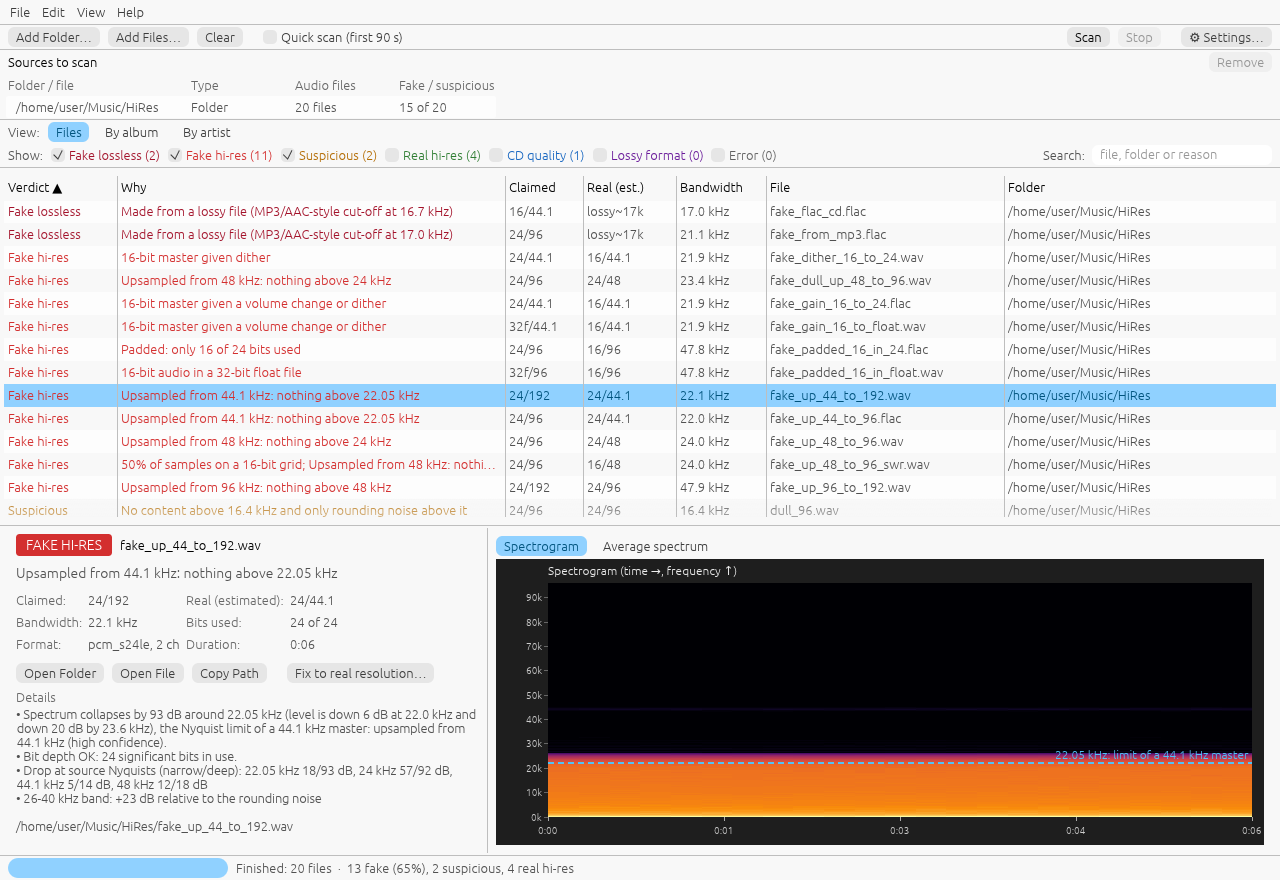 File Edit View Help
Add Folder... Add Files... Clear Quick scan (first 90 s) Scan Stop ⚙ Settings...
Sources to scan Remove
Folder / file Type Audio files Fake / suspicious
/home/user/Music/HiRes Folder 20 files 15 of 20
View: Files By album By artist
Show: Fake lossless (2) Fake hi-res (11) Suspicious (2) Real hi-res (4) CD quality (1) Lossy format (0) Error (0) Search: file, folder or reason
Verdict ▲ Why Claimed Real (est.) Bandwidth File Folder
Fake lossless Made from a lossy file (MP3/AAC-style cut-off at 16.7 kHz) 16/44.1 lossy~17k 17.0 kHz fake_flac_cd.flac /home/user/Music/HiRes
Fake lossless Made from a lossy file (MP3/AAC-style cut-off at 17.0 kHz) 24/96 lossy~17k 21.1 kHz fake_from_mp3.flac /home/user/Music/HiRes
Fake hi-res 16-bit master given dither 24/44.1 16/44.1 21.9 kHz fake_dither_16_to_24.wav /home/user/Music/HiRes
Fake hi-res Upsampled from 48 kHz: nothing above 24 kHz 24/96 24/48 23.4 kHz fake_dull_up_48_to_96.wav /home/user/Music/HiRes
Fake hi-res 16-bit master given a volume change or dither 24/44.1 16/44.1 21.9 kHz fake_gain_16_to_24.flac /home/user/Music/HiRes
Fake hi-res 16-bit master given a volume change or dither 32f/44.1 16/44.1 21.9 kHz fake_gain_16_to_float.wav /home/user/Music/HiRes
Fake hi-res Padded: only 16 of 24 bits used 24/96 16/96 47.8 kHz fake_padded_16_in_24.flac /home/user/Music/HiRes
Fake hi-res 16-bit audio in a 32-bit float file 32f/96 16/96 47.8 kHz fake_padded_16_in_float.wav /home/user/Music/HiRes
Fake hi-res Upsampled from 44.1 kHz: nothing above 22.05 kHz 24/192 24/44.1 22.1 kHz fake_up_44_to_192.wav /home/user/Music/HiRes
Fake hi-res Upsampled from 44.1 kHz: nothing above 22.05 kHz 24/96 24/44.1 22.0 kHz fake_up_44_to_96.flac /home/user/Music/HiRes
Fake hi-res Upsampled from 48 kHz: nothing above 24 kHz 24/96 24/48 24.0 kHz fake_up_48_to_96.wav /home/user/Music/HiRes
Fake hi-res 50% of samples on a 16-bit grid; Upsampled from 48 kHz: nothi... 24/96 16/48 24.0 kHz fake_up_48_to_96_swr.wav /home/user/Music/HiRes
Fake hi-res Upsampled from 96 kHz: nothing above 48 kHz 24/192 24/96 47.9 kHz fake_up_96_to_192.wav /home/user/Music/HiRes
Suspicious No content above 16.4 kHz and only rounding noise above it 24/96 24/96 16.4 kHz dull_96.wav /home/user/Music/HiRes
FAKE HI-RES fake_up_44_to_192.wav
Upsampled from 44.1 kHz: nothing above 22.05 kHz
Claimed: 24/192 Real (estimated): 24/44.1
Bandwidth: 22.1 kHz Bits used: 24 of 24
Format: pcm_s24le, 2 ch Duration: 0:06
Open Folder Open File Copy Path Fix to real resolution...
Details
• Spectrum collapses by 93 dB around 22.05 kHz (level is down 6 dB at 22.0 kHz and
down 20 dB by 23.6 kHz), the Nyquist limit of a 44.1 kHz master: upsampled from
44.1 kHz (high confidence).
• Bit depth OK: 24 significant bits in use.
• Drop at source Nyquists (narrow/deep): 22.05 kHz 18/93 dB, 24 kHz 57/92 dB,
44.1 kHz 5/14 dB, 48 kHz 12/18 dB
• 26-40 kHz band: +23 dB relative to the rounding noise
/home/user/Music/HiRes/fake_up_44_to_192.wav
Spectrogram Average spectrum
Spectrogram (time →, frequency ↑)
90k
80k
70k
60k
50k
40k
30k
22.05 kHz: limit of a 44.1 kHz master
20k
10k
0k
0:00 0:01 0:03 0:04 0:06
Finished: 20 files · 13 fake (65%), 2 suspicious, 4 real hi-res